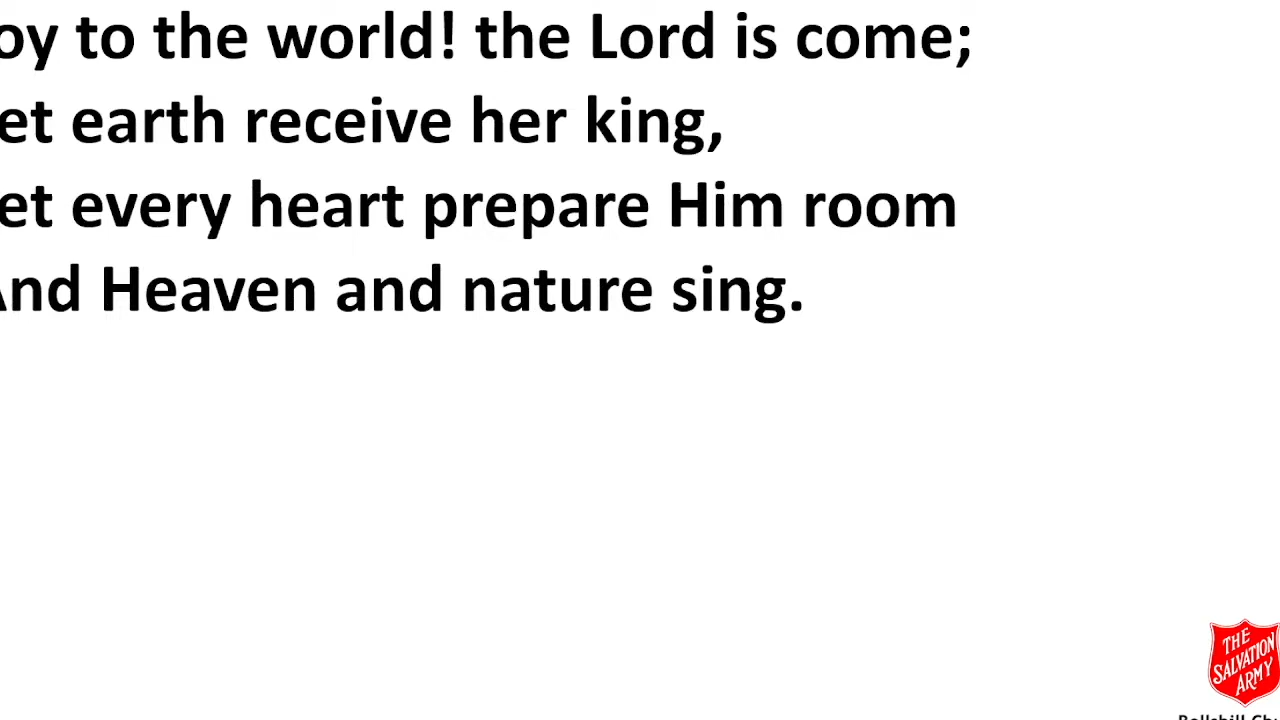 oy to the world! the Lord is come;
et earth receive her king,
et every heart prepare Him room
And Heaven and nature sing.
THE
SALVATION
ARMY